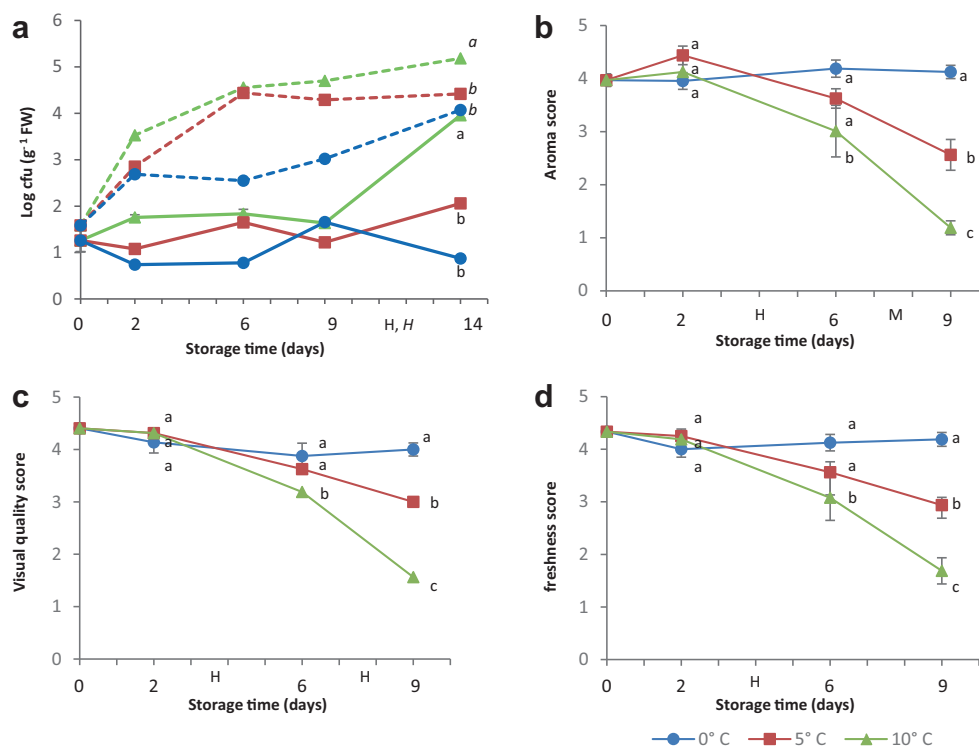 a
6
5
4
3
2
1
0
Log cfu (g⁻¹ FW)
a
b
b
a
b
b
0 2 6 9 H, H 14
Storage time (days)
b
5
4
3
2
1
0
Aroma score
a
a
a
a
a
b
a
b
c
0 2 H 6 M 9
Storage time (days)
c
5
4
3
2
1
0
Visual quality score
a
a
a
a
a
b
a
b
c
0 2 H 6 H 9
Storage time (days)
d
5
4
3
2
1
0
freshness score
a
a
a
a
a
b
a
b
c
0 2 H 6 M 9
Storage time (days)
0° C 5° C 10° C